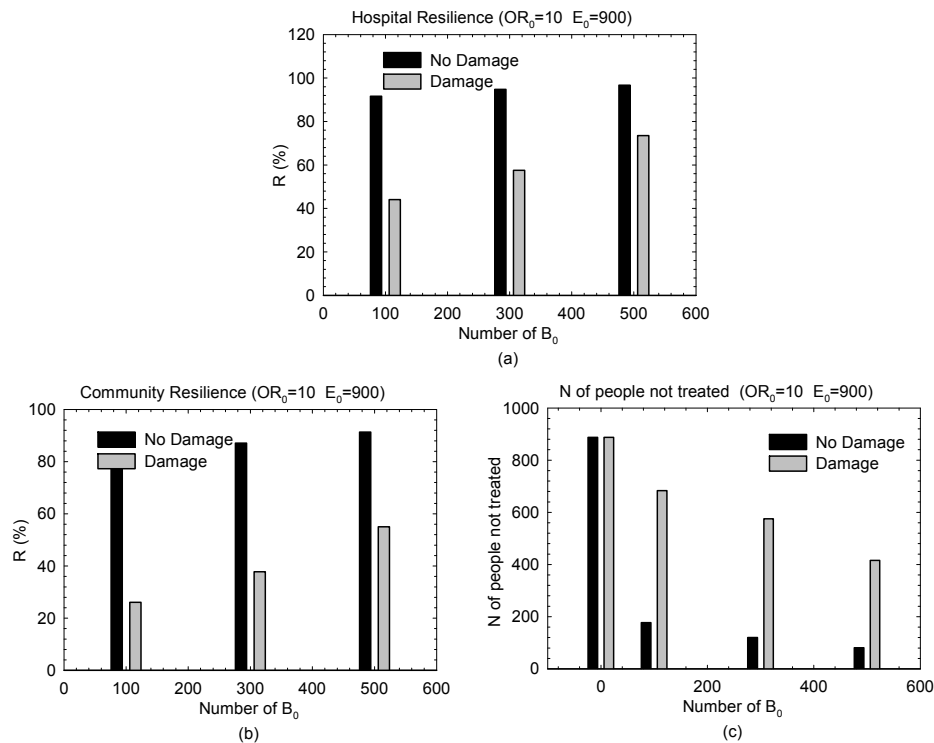 Hospital Resilience (OR₀=10 E₀=900)
120
100
80
60
40
20
0
R (%)
No Damage
Damage
0 100 200 300 400 500 600
Number of B₀
(a)
Community Resilience (OR₀=10 E₀=900)
100
80
60
40
20
0
R (%)
No Damage
Damage
0 100 200 300 400 500 600
Number of B₀
(b)
N of people not treated (OR₀=10 E₀=900)
1000
800
600
400
200
0
N of people not treated
No Damage
Damage
0 200 400 600
Number of B₀
(c)